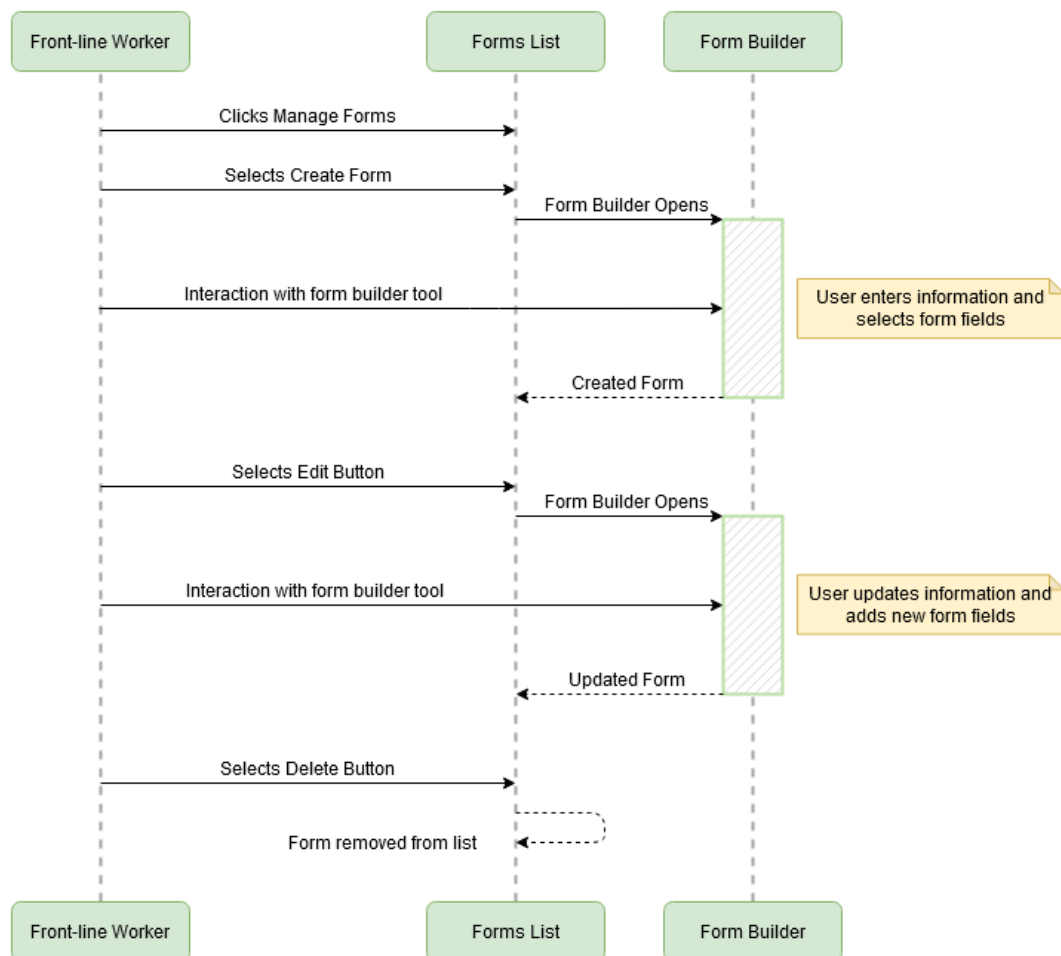 Front-line Worker
Forms List
Form Builder
Clicks Manage Forms
Selects Create Form
Form Builder Opens
Interaction with form builder tool
User enters information and
selects form fields
Created Form
Selects Edit Button
Form Builder Opens
Interaction with form builder tool
User updates information and
adds new form fields
Updated Form
Selects Delete Button
Form removed from list
Front-line Worker
Forms List
Form Builder